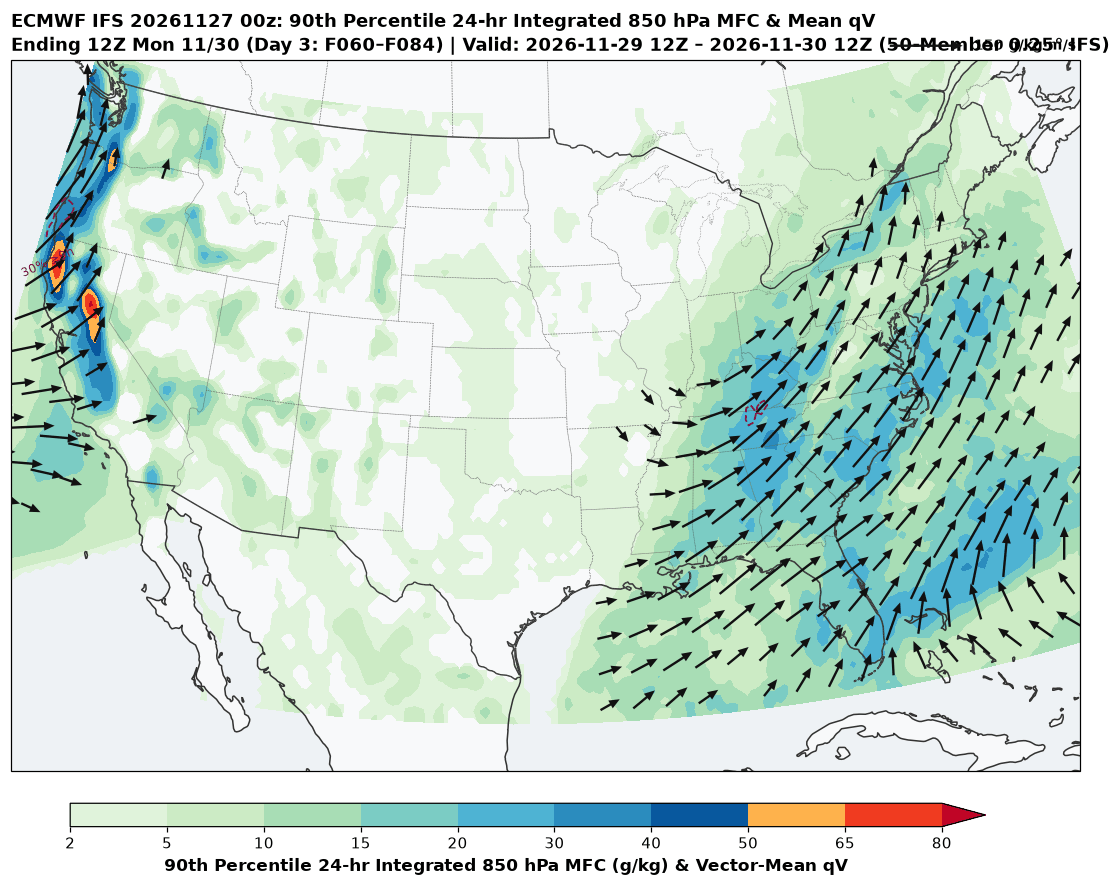 ECMWF IFS 20261127 00z: 90th Percentile 24-hr Integrated 850 hPa MFC & Mean qV
Ending 12Z Mon 11/30 (Day 3: F060–F084) | Valid: 2026-11-29 12Z – 2026-11-30 12Z (50-Member 0.25° IFS)
30%
2 5 10 15 20 30 40 50 65 80
90th Percentile 24-hr Integrated 850 hPa MFC (g/kg) & Vector-Mean qV